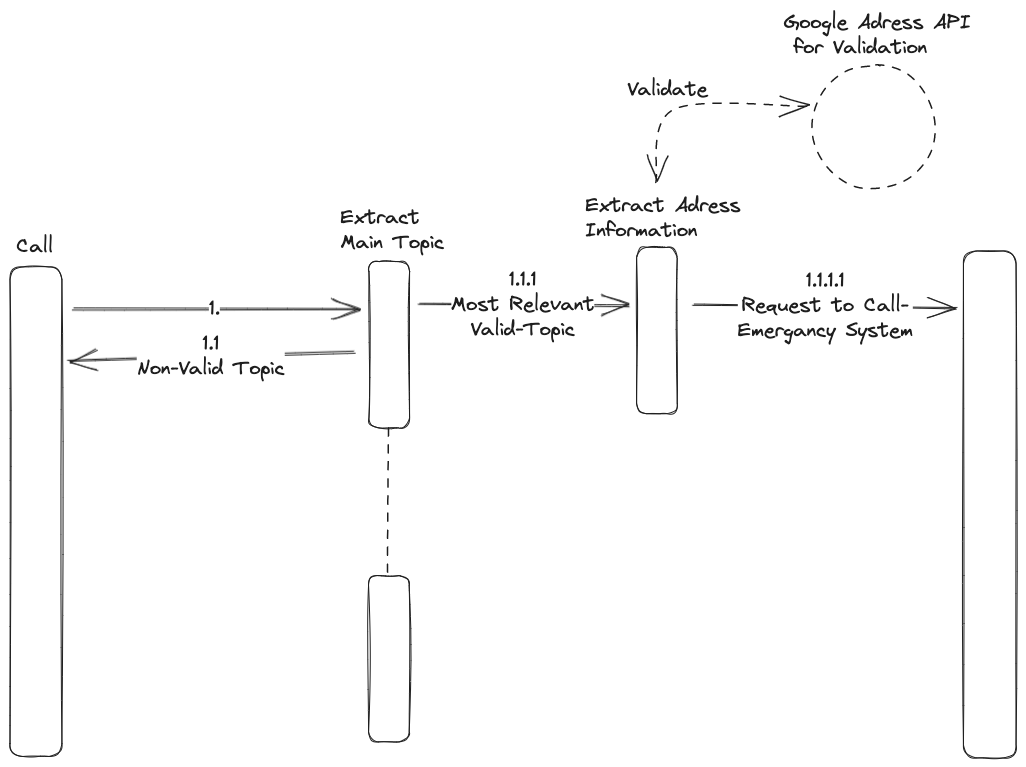 Google Adress API
for Validation
Validate
Extract Adress
Information
Extract
Main Topic
Call
1.1.1
Most Relevant
Valid-Topic
1.1.1.1
Request to Call-
Emergancy System
1.
1.1
Non-Valid Topic